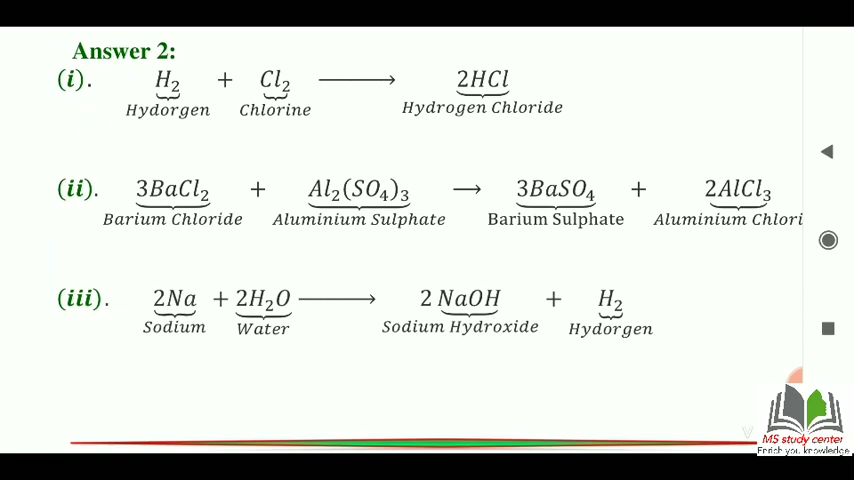 Answer 2:
(i). H₂ + Cl₂ ⟶ 2HCl
Hydorgen Chlorine Hydrogen Chloride
(ii). 3BaCl₂ + Al₂(SO₄)₃ ⟶ 3BaSO₄ + 2AlCl₃
Barium Chloride Aluminium Sulphate Barium Sulphate Aluminium Chlori
(iii). 2Na + 2H₂O ⟶ 2 NaOH + H₂
Sodium Water Sodium Hydroxide Hydorgen
MS study center
Enrich you knowledge